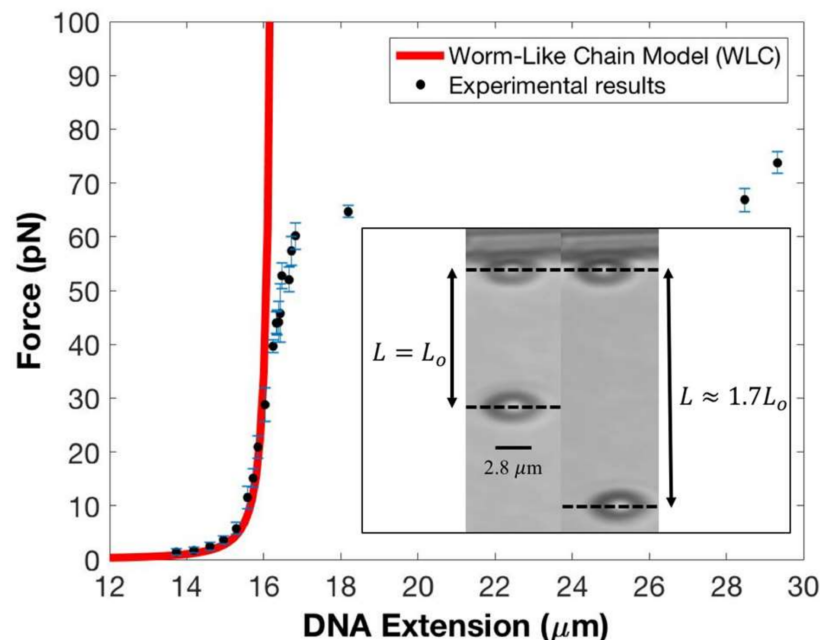 100
90
80
70
60
50
40
30
20
10
0
Force (pN)
Worm-Like Chain Model (WLC)
Experimental results
L = Lₒ
L ≈ 1.7Lₒ
2.8 μm
12 14 16 18 20 22 24 26 28 30
DNA Extension (μm)